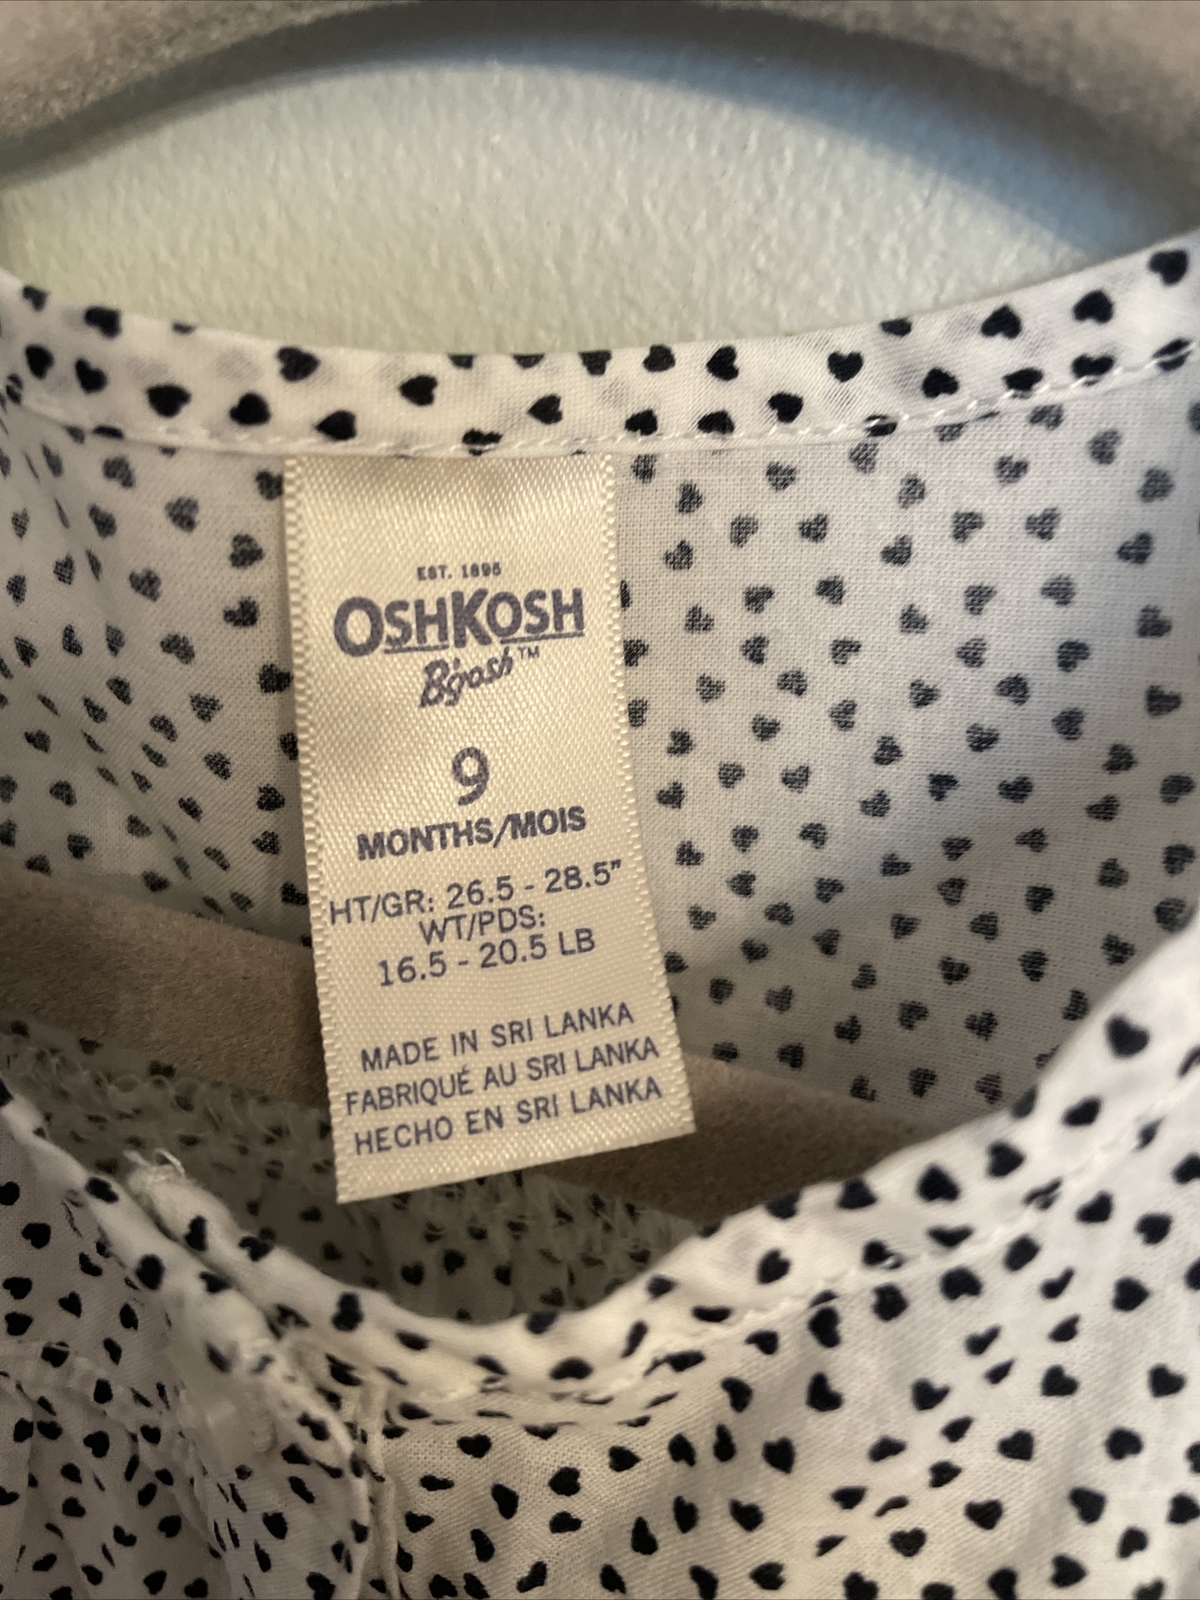 EST. 1895
OSHKOSH
B'gosh™
9
MONTHS/MOIS
HT/GR: 26.5 - 28.5"
WT/PDS:
16.5 - 20.5 LB
MADE IN SRI LANKA
FABRIQUÉ AU SRI LANKA
HECHO EN SRI LANKA